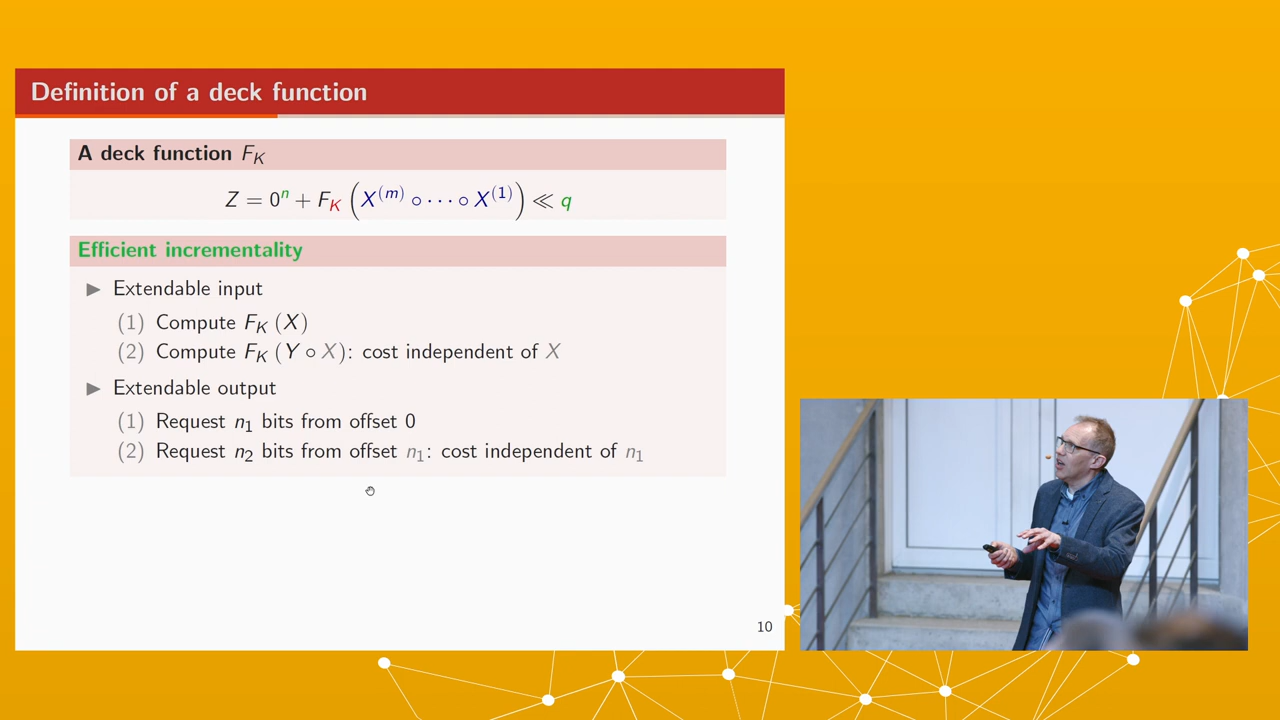 Definition of a deck function
A deck function F_K
Z = 0^n + F_K (X^(m) ∘ ⋯ ∘ X^(1)) ≪ q
Efficient incrementality
▶ Extendable input
(1) Compute F_K (X)
(2) Compute F_K (Y ∘ X): cost independent of X
▶ Extendable output
(1) Request n_1 bits from offset 0
(2) Request n_2 bits from offset n_1: cost independent of n_1
10